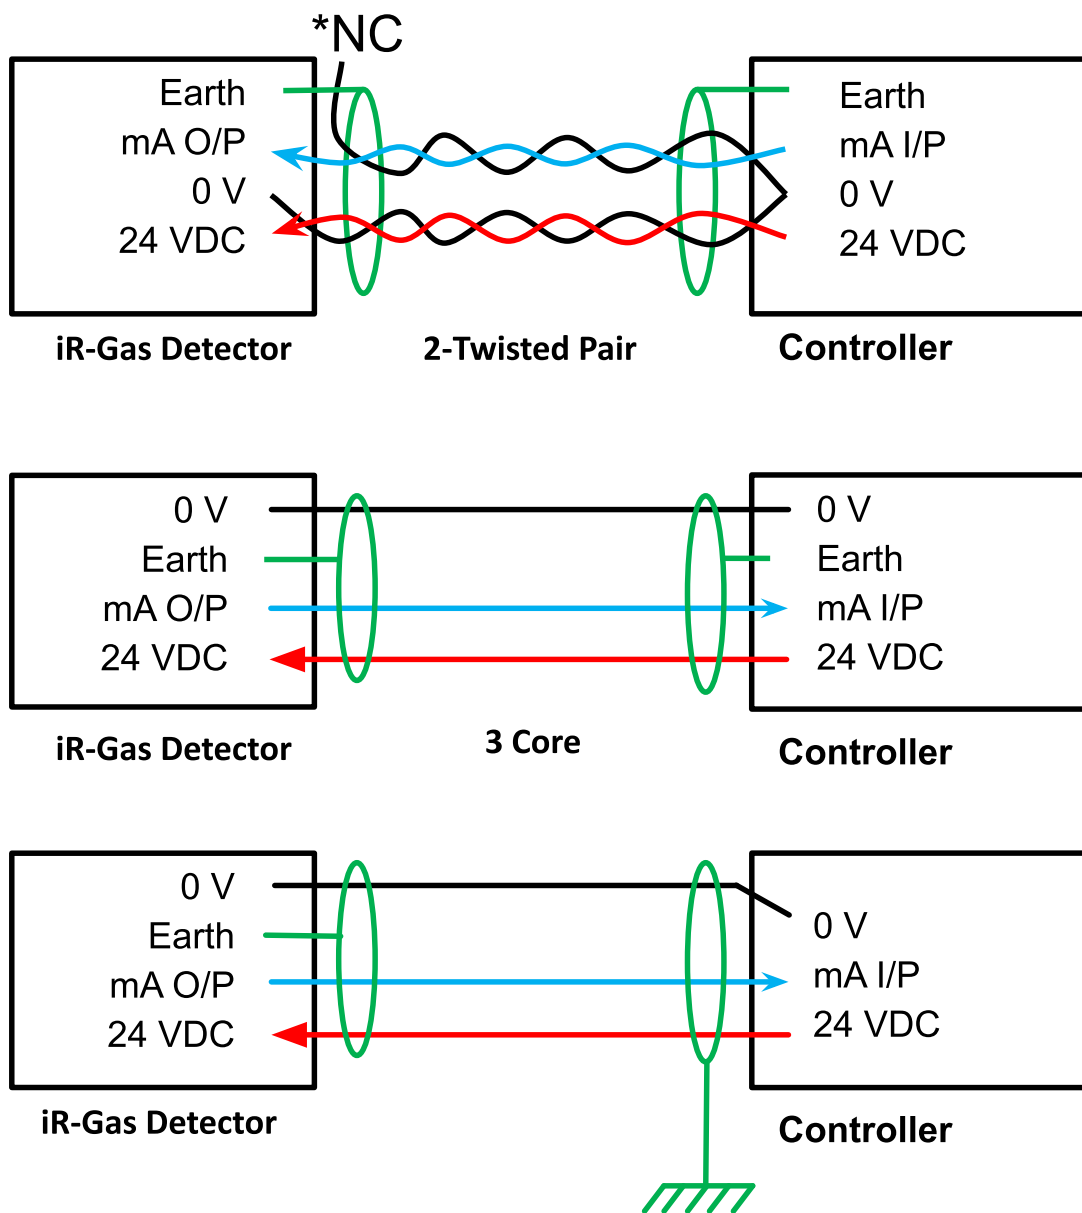 *NC
Earth
mA O/P
0 V
24 VDC
Earth
mA I/P
0 V
24 VDC
iR-Gas Detector
2-Twisted Pair
Controller
0 V
Earth
mA O/P
24 VDC
0 V
Earth
mA I/P
24 VDC
iR-Gas Detector
3 Core
Controller
0 V
Earth
mA O/P
24 VDC
0 V
mA I/P
24 VDC
iR-Gas Detector
Controller